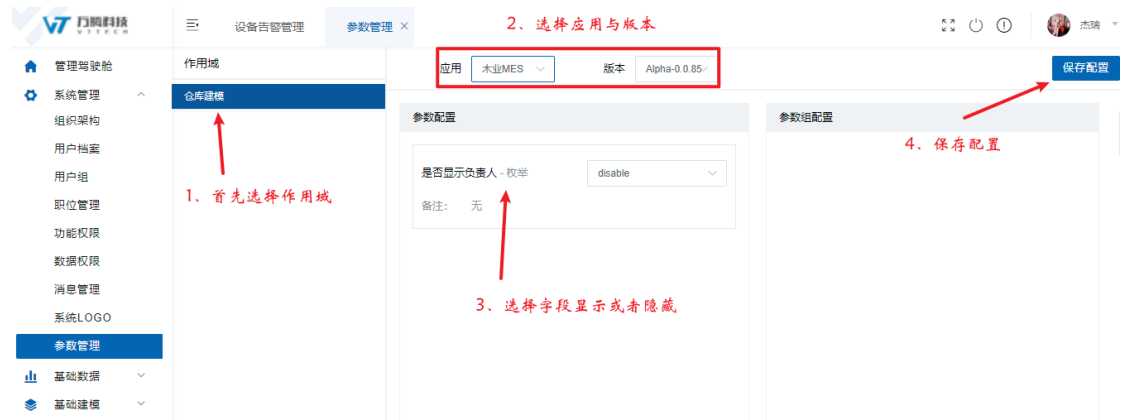 万腾科技
VTTECH
设备告警管理
参数管理 ×
2、选择应用与版本
杰瑞
管理驾驶舱
系统管理
组织架构
用户档案
用户组
职位管理
功能权限
数据权限
消息管理
系统LOGO
参数管理
基础数据
基础建模
作用域
仓库建模
1、首先选择作用域
应用 木业MES
版本 Alpha-0.0.85
保存配置
参数配置
是否显示负责人 - 枚举 disable
备注: 无
3、选择字段显示或者隐藏
参数组配置
4、保存配置